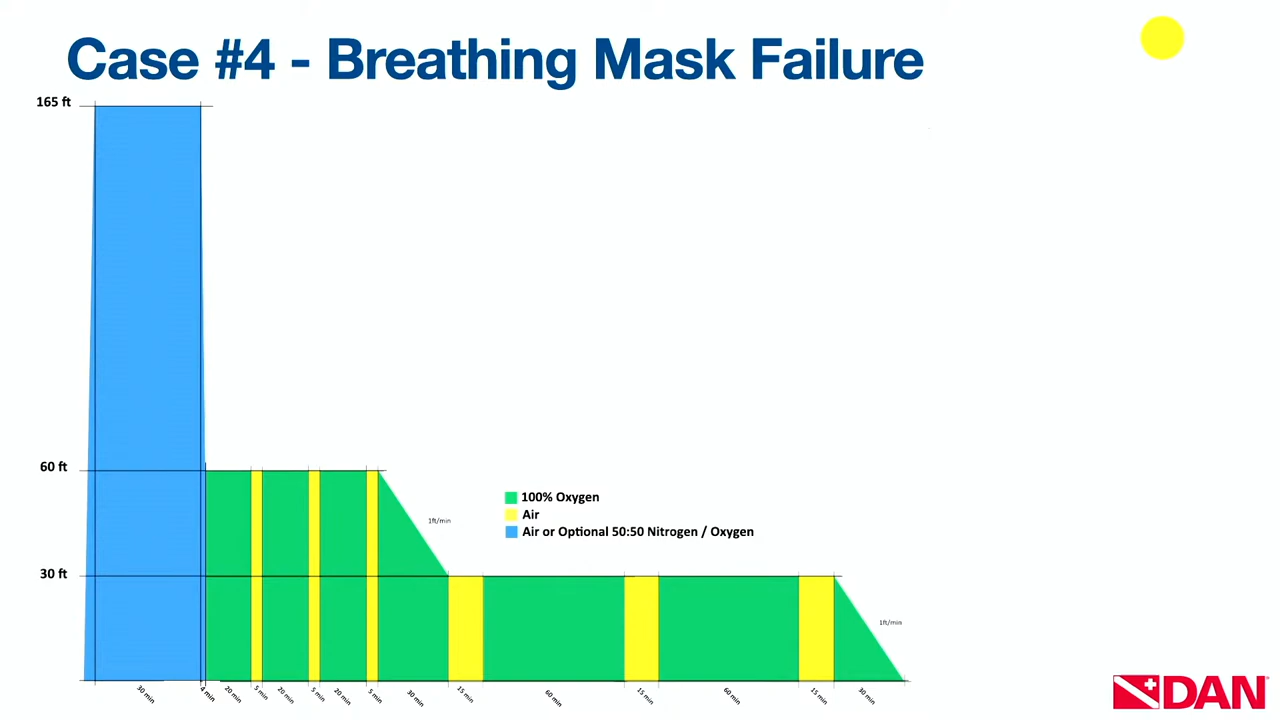 Case #4 - Breathing Mask Failure
165 ft
60 ft
100% Oxygen
Air
1ft/min
Air or Optional 50:50 Nitrogen / Oxygen
30 ft
1ft/min
30 min
4 min
20 min
5 min
20 min
5 min
20 min
5 min
30 min
15 min
60 min
15 min
60 min
15 min
30 min
DAN